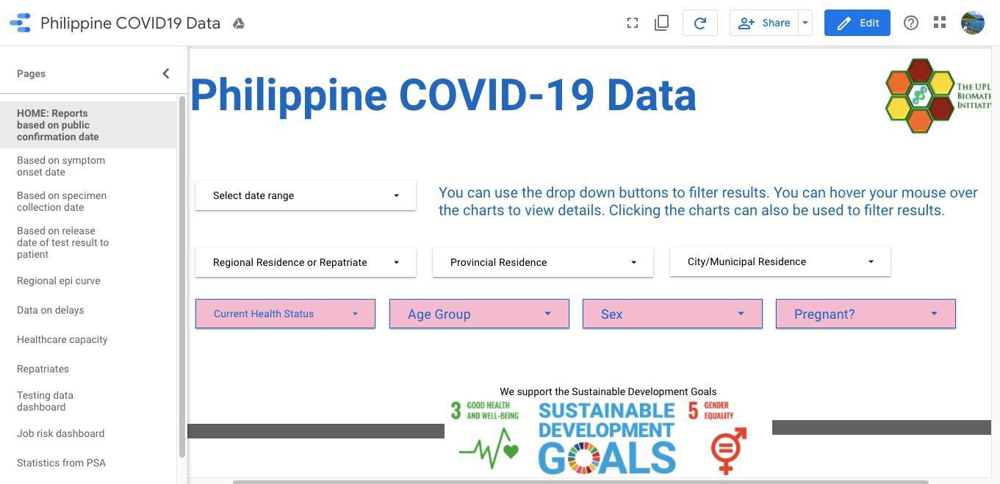 Philippine COVID19 Data
Share
Edit
Pages
HOME: Reports
based on public
confirmation date
Based on symptom
onset date
Based on specimen
collection date
Based on release
date of test result to
patient
Regional epi curve
Data on delays
Healthcare capacity
Repatriates
Testing data
dashboard
Job risk dashboard
Statistics from PSA
Philippine COVID-19 Data
THE UPL
BIOMATH
INITIATIV
Select date range
You can use the drop down buttons to filter results. You can hover your mouse over
the charts to view details. Clicking the charts can also be used to filter results.
Regional Residence or Repatriate
Provincial Residence
City/Municipal Residence
Current Health Status
Age Group
Sex
Pregnant?
We support the Sustainable Development Goals
3 GOOD HEALTH
AND WELL-BEING
SUSTAINABLE
DEVELOPMENT
GOALS
5 GENDER
EQUALITY